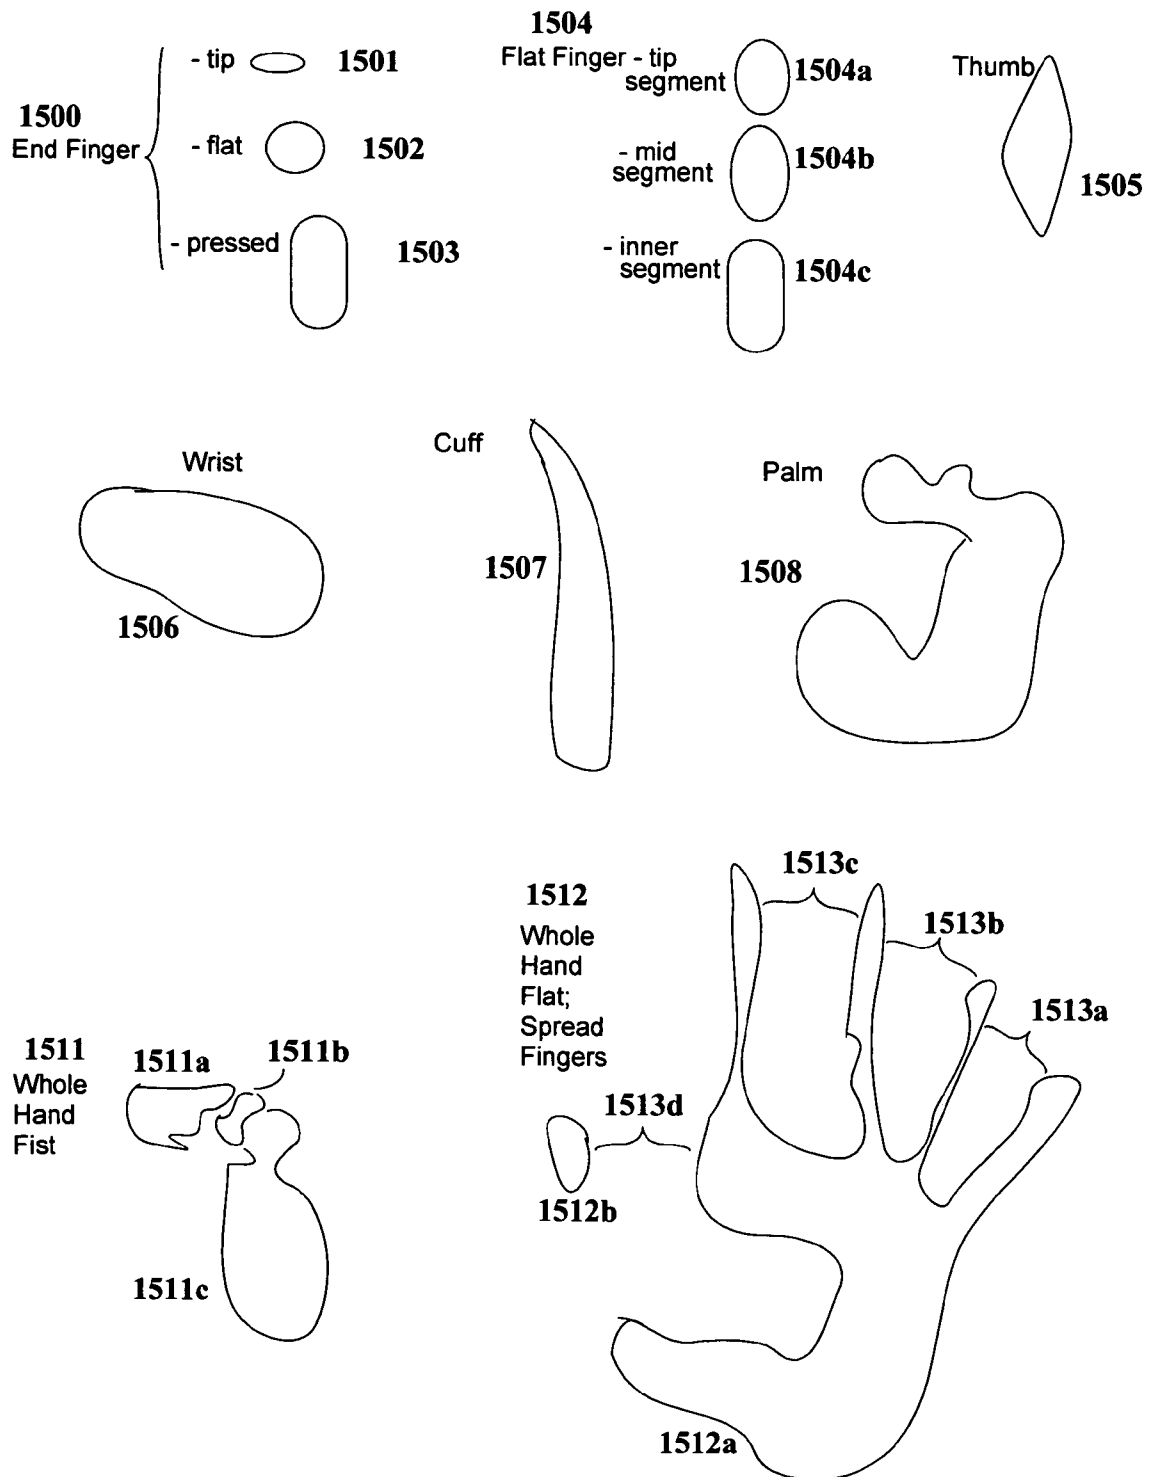 1500
End Finger
- tip 1501
- flat 1502
- pressed 1503
1504
Flat Finger - tip
segment 1504a
- mid
segment 1504b
- inner
segment 1504c
Thumb
1505
Wrist
1506
Cuff
1507
Palm
1508
1511
Whole
Hand
Fist
1511a
1511b
1511c
1512
Whole
Hand
Flat;
Spread
Fingers
1513c
1513b
1513a
1513d
1512b
1512a